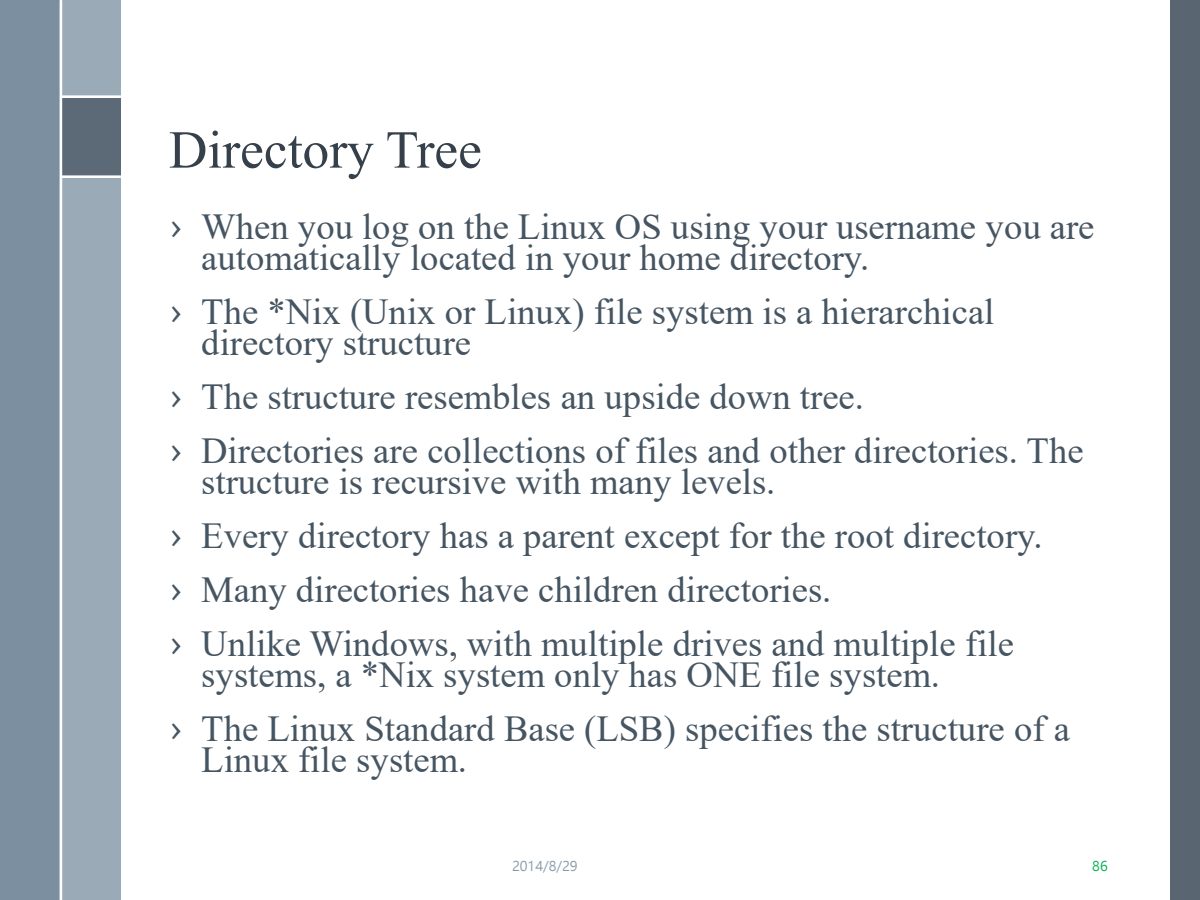 Directory Tree
› When you log on the Linux OS using your username you are
automatically located in your home directory.
› The *Nix (Unix or Linux) file system is a hierarchical
directory structure
› The structure resembles an upside down tree.
› Directories are collections of files and other directories. The
structure is recursive with many levels.
› Every directory has a parent except for the root directory.
› Many directories have children directories.
› Unlike Windows, with multiple drives and multiple file
systems, a *Nix system only has ONE file system.
› The Linux Standard Base (LSB) specifies the structure of a
Linux file system.
2014/8/29
86